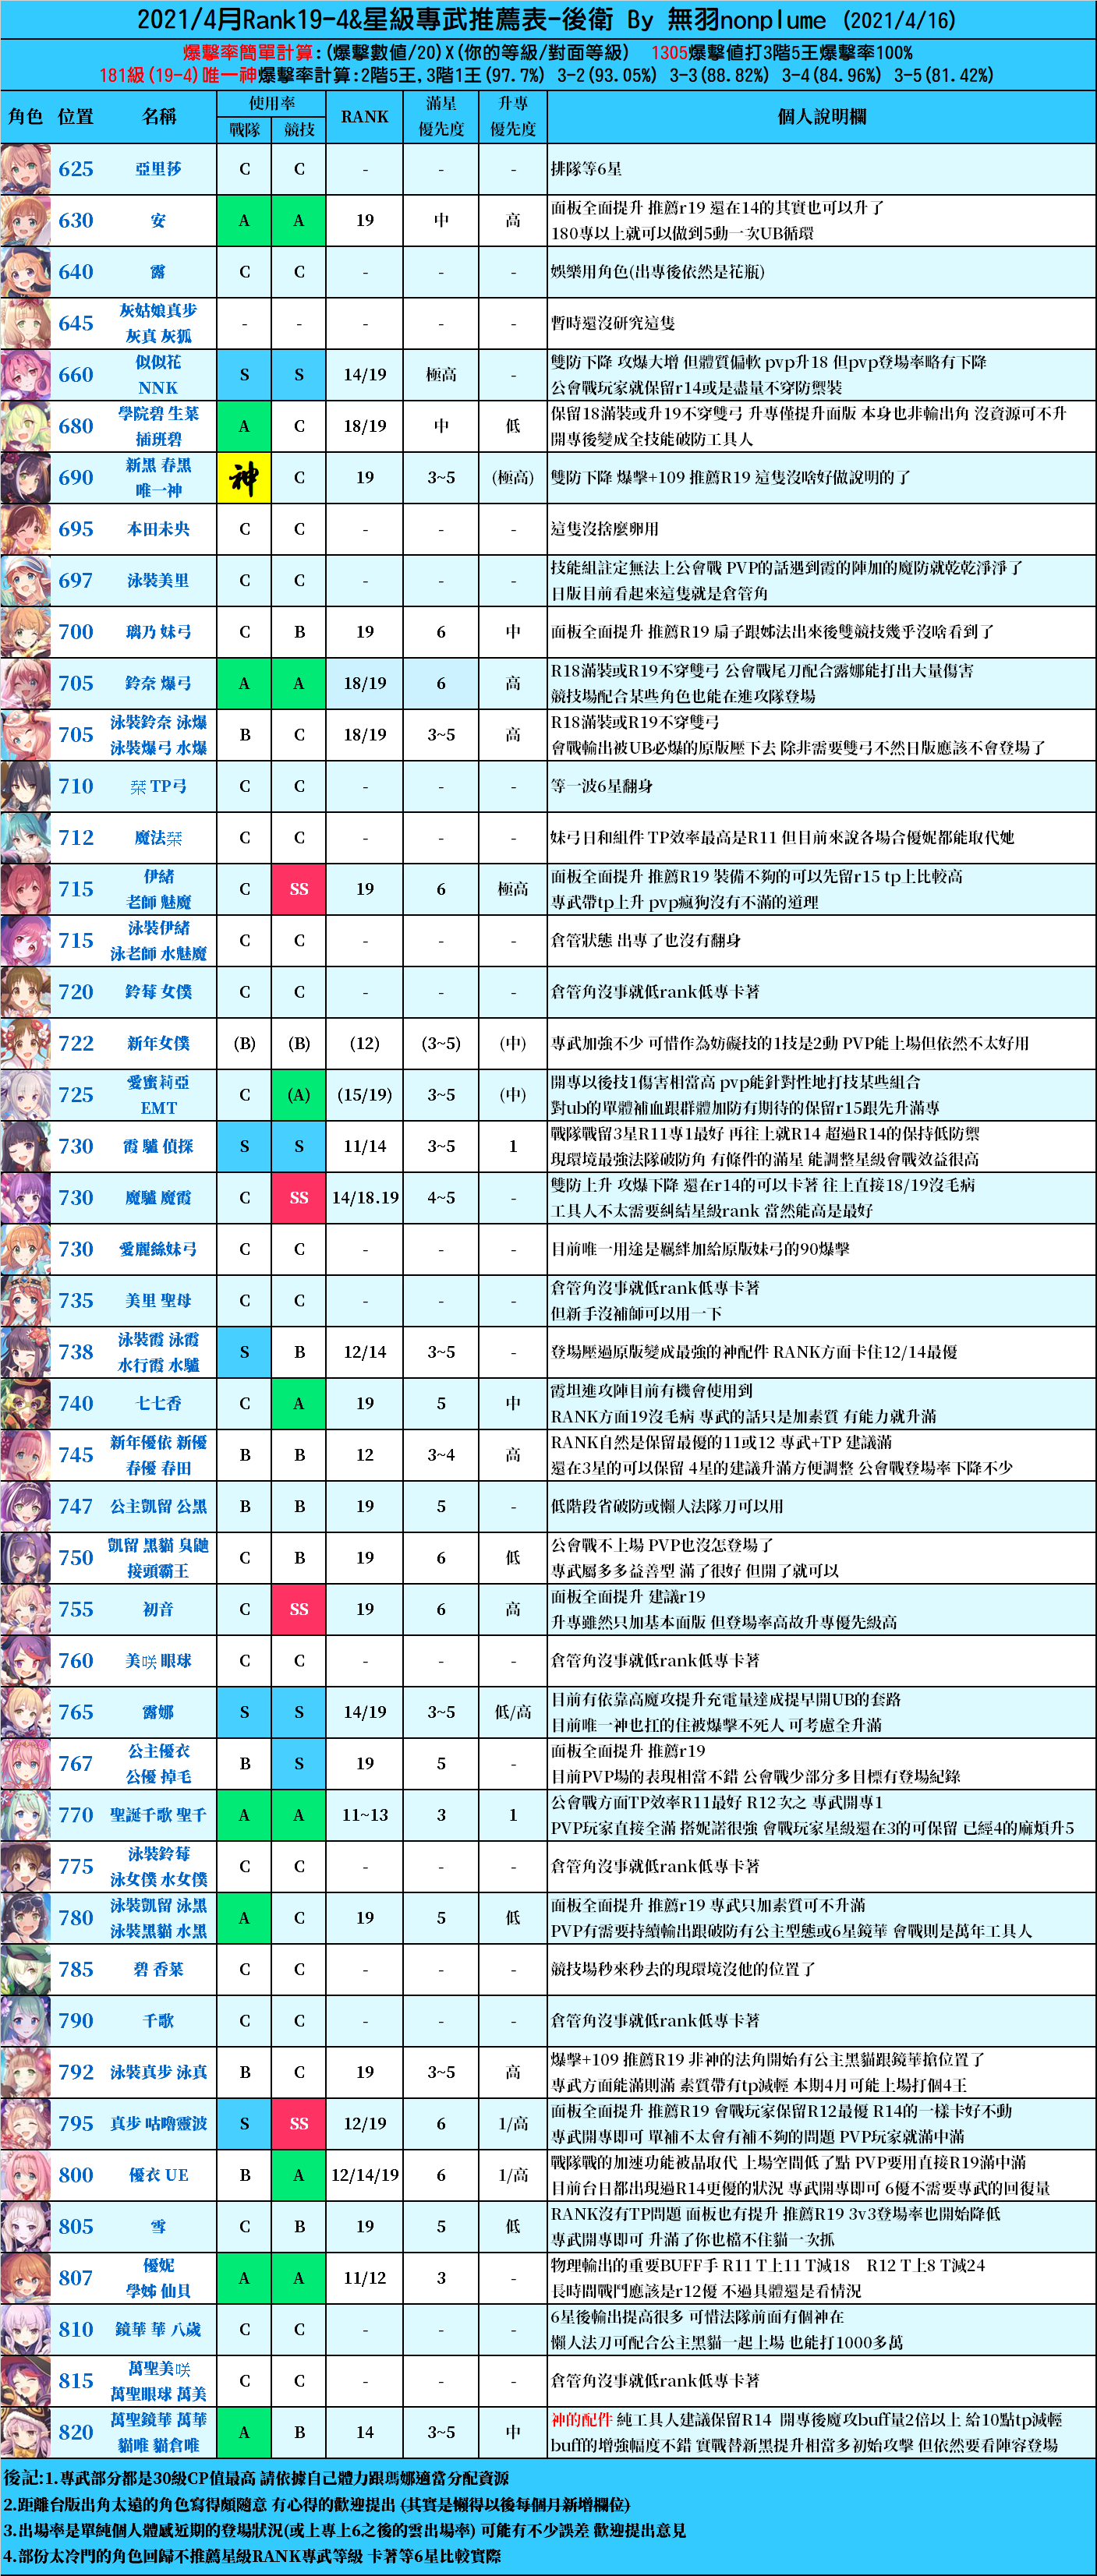 2021/4月Rank19-4&星級專武推薦表-後衛 By 無羽nonplume (2021/4/16)
爆擊率簡單計算:(爆擊數值/20)X(你的等級/對面等級) 1305爆擊值打3階5王爆擊率100%
181級(19-4)唯一神爆擊率計算:2階5王,3階1王(97.7%) 3-2(93.05%) 3-3(88.82%) 3-4(84.96%) 3-5(81.42%)
角色 位置 名稱 使用率 戰隊 競技 RANK 滿星優先度 升專優先度 個人說明欄
625 亞里莎 C C - - - 排隊等6星
630 安 A A 19 中 高 面板全面提升 推薦r19 還在14的其實也可以升了
180專以上就可以做到5動一次UB循環
640 露 C C - - - 娛樂用角色(出專後依然是花瓶)
645 灰姑娘真步 灰真 灰狐 - - - - - 暫時還沒研究這隻
660 似似花 NNK S S 14/19 極高 - 雙防下降 攻爆大增 但體質偏軟 pvp升18 但pvp登場率略有下降
公會戰玩家就保留r14或是盡量不穿防禦裝
680 學院碧 生菜 插班碧 A C 18/19 中 低 保留18滿裝或升19不穿雙弓 升專僅提升面版 本身也非輸出角 沒資源可不升
開專後變成全技能破防工具人
690 新黑 春黑 唯一神 神 C 19 3~5 (極高) 雙防下降 爆擊+109 推薦R19 這隻沒啥好做說明的了
695 本田未央 C C - - - 這隻沒捨麼卵用
697 泳裝美里 C C - - - 技能組註定無法上公會戰 PVP的話遇到霞的陣加的魔防就乾乾淨淨了
日版目前看起來這隻就是倉管角
700 璃乃 妹弓 C B 19 6 中 面板全面提升 推薦R19 扇子跟姊法出來後雙競技幾乎沒啥看到了
705 鈴奈 爆弓 A A 18/19 6 高 R18滿裝或R19不穿雙弓 公會戰尾刀配合露娜能打出大量傷害
競技場配合某些角色也能在進攻隊登場
705 泳裝鈴奈 泳爆 泳裝爆弓 水爆 B C 18/19 3~5 高 R18滿裝或R19不穿雙弓
會戰輸出被UB必爆的原版壓下去 除非需要雙弓不然日版應該不會登場了
710 栞 TP弓 C C - - - 等一波6星翻身
712 魔法栞 C C - - - 妹弓日和組件 TP效率最高是R11 但目前來說各場合優妮都能取代她
715 伊緒 老師 魅魔 C SS 19 6 極高 面板全面提升 推薦R19 裝備不夠的可以先留r15 tp上比較高
專武帶tp上升 pvp瘋狗沒有不滿的道理
715 泳裝伊緒 泳老師 水魅魔 C C - - - 倉管狀態 出專了也沒有翻身
720 鈴莓 女僕 C C - - - 倉管角沒事就低rank低專卡著
722 新年女僕 (B) (B) (12) (3~5) (中) 專武加強不少 可惜作為妨礙技的1技是2動 PVP能上場但依然不太好用
725 愛蜜莉亞 EMT C (A) (15/19) 3~5 (中) 開專以後技1傷害相當高 pvp能針對性地打技某些組合
對ub的單體補血跟群體加防有期待的保留r15跟先升滿專
730 霞 驢 偵探 S S 11/14 3~5 1 戰隊戰留3星R11專1最好 再往上就R14 超過R14的保持低防禦
現環境最強法隊破防角 有條件的滿星 能調整星級會戰效益很高
730 魔驢 魔霞 C SS 14/18.19 4~5 - 雙防上升 攻爆下降 還在r14的可以卡著 往上直接18/19沒毛病
工具人不太需要糾結星級rank 當然能高是最好
730 愛麗絲妹弓 C C - - - 目前唯一用途是羈絆加給原版妹弓的90爆擊
735 美里 聖母 C C - - - 倉管角沒事就低rank低專卡著
但新手沒補師可以用一下
738 泳裝霞 泳霞 水行霞 水驢 S B 12/14 3~5 - 登場壓過原版變成最強的神配件 RANK方面卡住12/14最優
740 七七香 C A 19 5 中 霞坦進攻陣目前有機會使用到
RANK方面19沒毛病 專武的話只是加素質 有能力就升滿
745 新年優依 新優 春優 春田 B B 12 3~4 高 RANK自然是保留最優的11或12 專武+TP 建議滿
還在3星的可以保留 4星的建議升滿方便調整 公會戰登場率下降不少
747 公主凱留 公黑 B B 19 5 - 低階段省破防或懶人法隊刀可以用
750 凱留 黑貓 臭鼬 接頭霸王 C B 19 6 低 公會戰不上場 PVP也沒怎登場了
專武屬多多益善型 滿了很好 但開了就可以
755 初音 C SS 19 6 高 面板全面提升 建議r19
升專雖然只加基本面版 但登場率高故升專優先級高
760 美咲 眼球 C C - - - 倉管角沒事就低rank低專卡著
765 露娜 S S 14/19 3~5 低/高 目前有依靠高魔攻提升充電量達成提早開UB的套路
目前唯一神也扛的住被爆擊不死人 可考慮全升滿
767 公主優衣 公優 掉毛 B S 19 5 - 面板全面提升 推薦r19
目前PVP場的表現相當不錯 公會戰少部分多目標有登場紀錄
770 聖誕千歌 聖千 A A 11~13 3 1 公會戰方面TP效率R11最好 R12次之 專武開專1
PVP玩家直接全滿 搭妮諾很強 會戰玩家星級還在3的可保留 已經4的麻煩升5
775 泳裝鈴莓 泳女僕 水女僕 C C - - - 倉管角沒事就低rank低專卡著
780 泳裝凱留 泳黑 泳裝黑貓 水黑 A C 19 5 低 面板全面提升 推薦r19 專武只加素質可不升滿
PVP有需要持續輸出跟破防有公主型態或6星鏡華 會戰則是萬年工具人
785 碧 香菜 C C - - - 競技場秒來秒去的現環境沒他的位置了
790 千歌 C C - - - 倉管角沒事就低rank低專卡著
792 泳裝真步 泳真 B C 19 3~5 高 爆擊+109 推薦R19 非神的法角開始有公主黑貓跟鏡華搶位置了
專武方面能滿則滿 素質帶有tp減輕 本期4月可能上場打個4王
795 真步 咕嚕靈波 S SS 12/19 6 1/高 面板全面提升 推薦R19 會戰玩家保留R12最優 R14的一樣卡好不動
專武開專即可 單補不太會有補不夠的問題 PVP玩家就滿中滿
800 優衣 UE B A 12/14/19 6 1/高 戰隊戰的加速功能被品取代 上場空間低了點 PVP要用直接R19滿中滿
目前台日都出現過R14更優的狀況 專武開專即可 6優不需要專武的回復量
805 雪 C B 19 5 低 RANK沒有TP問題 面板也有提升 推薦R19 3v3登場率也開始降低
專武開專即可 升滿了你也檔不住貓一次抓
807 優妮 學姊 仙貝 A A 11/12 3 - 物理輸出的重要BUFF手 R11 T上11 T減18 R12 T上8 T減24
長時間戰鬥應該是r12優 不過具體還是看情況
810 鏡華 華 八歲 C C - - - 6星後輸出提高很多 可惜法隊前面有個神在
懶人法刀可配合公主黑貓一起上場 也能打1000多萬
815 萬聖美咲 萬聖眼球 萬美 C C - - - 倉管角沒事就低rank低專卡著
820 萬聖鏡華 萬華 貓唯 貓倉唯 A B 14 3~5 中 神的配件 純工具人建議保留R14 開專後魔攻buff量2倍以上 給10點tp減輕
buff的增強幅度不錯 實戰替新黑提升相當多初始攻擊 但依然要看陣容登場
後記:1.專武部分都是30級CP值最高 請依據自己體力跟瑪娜適當分配資源
2.距離台版出角太遠的角色寫得頗隨意 有心得的歡迎提出 (其實是懶得以後每個月新增欄位)
3.出場率是單純個人體感近期的登場狀況(或上專上6之後的雲出場率) 可能有不少誤差 歡迎提出意見
4.部份太冷門的角色回歸不推薦星級RANK專武等級 卡著等6星比較實際